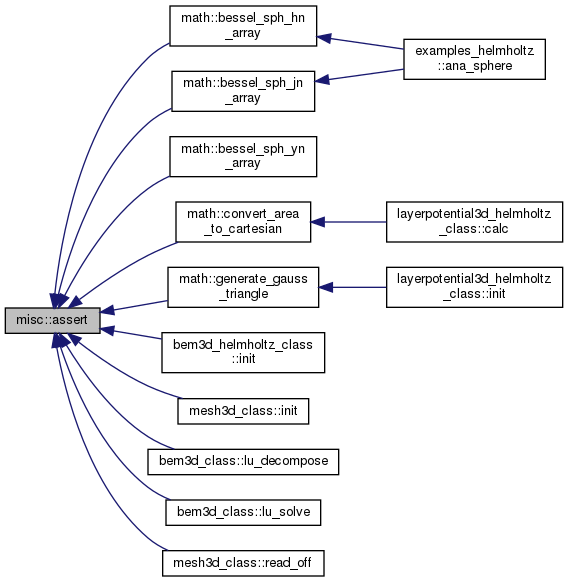 math::bessel_sph_hn
_array
examples_helmholtz
::ana_sphere
math::bessel_sph_jn
_array
math::bessel_sph_yn
_array
math::convert_area
_to_cartesian
layerpotential3d_helmholtz
_class::calc
math::generate_gauss
_triangle
layerpotential3d_helmholtz
_class::init
misc::assert
bem3d_helmholtz_class
::init
mesh3d_class::init
bem3d_class::lu_decompose
bem3d_class::lu_solve
mesh3d_class::read_off